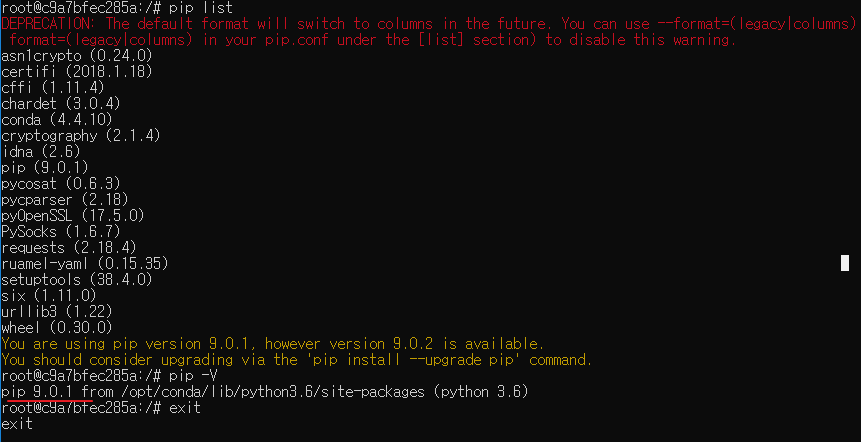 root@c9a7bfec285a:/# pip list
DEPRECATION: The default format will switch to columns in the future. You can use --format=(legacy|columns)
 format=(legacy|columns) in your pip.conf under the [list] section) to disable this warning.
asn1crypto (0.24.0)
certifi (2018.1.18)
cffi (1.11.4)
chardet (3.0.4)
conda (4.4.10)
cryptography (2.1.4)
idna (2.6)
pip (9.0.1)
pycosat (0.6.3)
pycparser (2.18)
pyOpenSSL (17.5.0)
PySocks (1.6.7)
requests (2.18.4)
ruamel-yaml (0.15.35)
setuptools (38.4.0)
six (1.11.0)
urllib3 (1.22)
wheel (0.30.0)
You are using pip version 9.0.1, however version 9.0.2 is available.
You should consider upgrading via the 'pip install --upgrade pip' command.
root@c9a7bfec285a:/# pip -V
pip 9.0.1 from /opt/conda/lib/python3.6/site-packages (python 3.6)
root@c9a7bfec285a:/# exit
exit